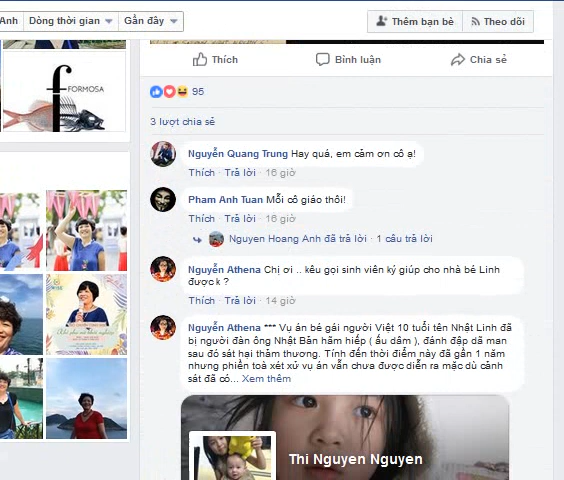 Anh
Dòng thời gian
Gần đây
Thêm bạn bè
Theo dõi
FORMOSA
Thích
Bình luận
Chia sẻ
95
3 lượt chia sẻ
Nguyễn Quang Trung Hay quá, em cảm ơn cô ạ!
Thích · Trả lời · 16 giờ
Pham Anh Tuan Mỗi cô giáo thôi!
Thích · Trả lời · 16 giờ
Nguyen Hoang Anh đã trả lời · 1 câu trả lời
Nguyễn Athena Chị ơi .. kêu gọi sinh viên ký giúp cho nhà bé Linh
được k ?
Thích · Trả lời · 14 giờ
Nguyễn Athena *** Vụ án bé gái người Việt 10 tuổi tên Nhật Linh đã
bị người đàn ông Nhật Bản hãm hiếp ( ấu dâm ), đánh đập dã man
sau đó sát hại thảm thương. Tính đến thời điểm này đã gần 1 năm
nhưng phiên toà xét xử vụ án vẫn chưa được diễn ra mặc dù cảnh
sát đã có... Xem thêm
Thi Nguyen Nguyen